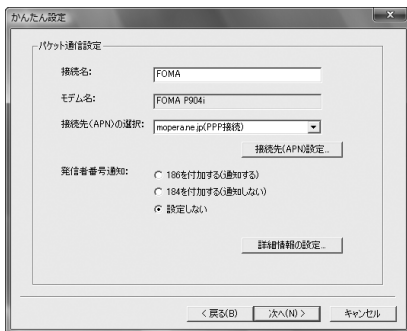 かんたん設定
パケット通信設定
接続名: FOMA
モデム名: FOMA P904i
接続先(APN)の選択: mopera.ne.jp(PPP接続)
接続先(APN)設定...
発信者番号通知: 186を付加する(通知する)
184を付加する(通知しない)
設定しない
詳細情報の設定...
< 戻る(B) 次へ(N) > キャンセル